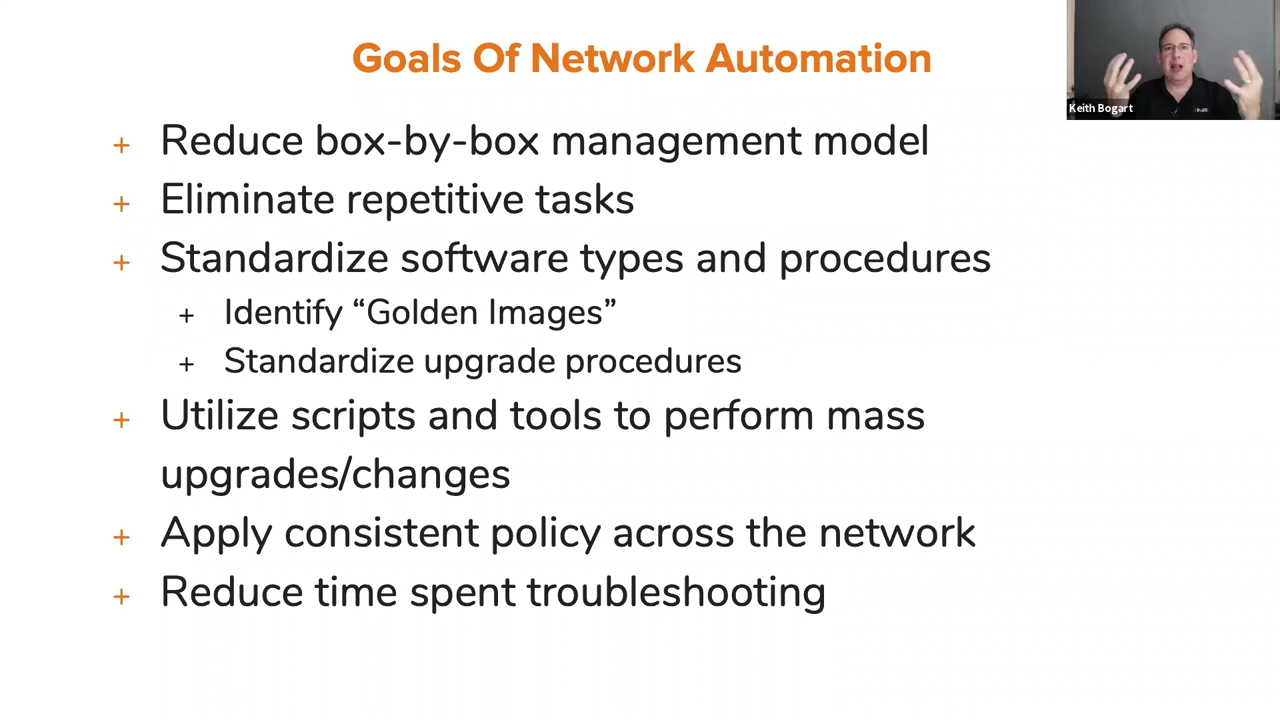 Goals Of Network Automation
Keith Bogart
+ Reduce box-by-box management model
+ Eliminate repetitive tasks
+ Standardize software types and procedures
+ Identify “Golden Images”
+ Standardize upgrade procedures
+ Utilize scripts and tools to perform mass
upgrades/changes
+ Apply consistent policy across the network
+ Reduce time spent troubleshooting